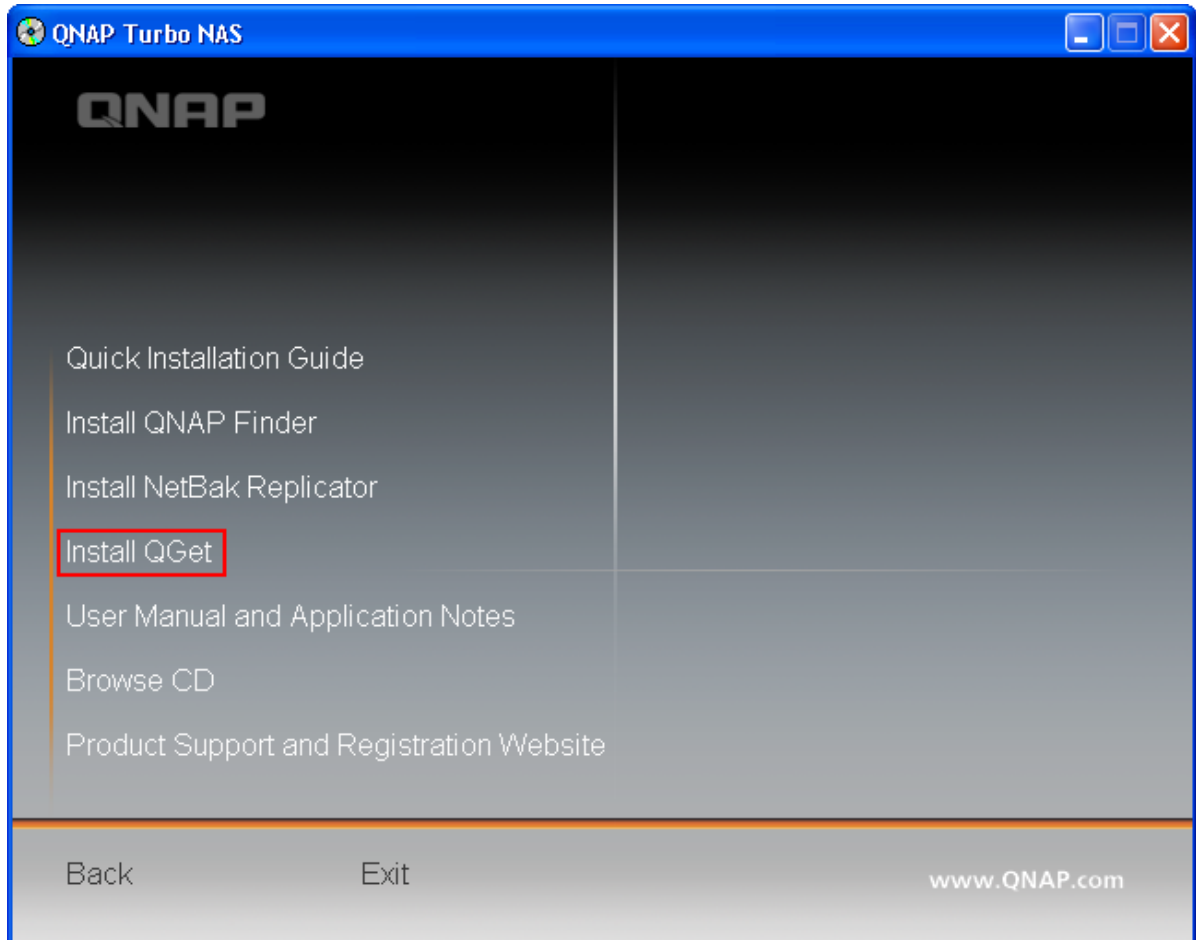 QNAP Turbo NAS
QNAP
Quick Installation Guide
Install QNAP Finder
Install NetBak Replicator
Install QGet
User Manual and Application Notes
Browse CD
Product Support and Registration Website
Back
Exit
www.QNAP.com